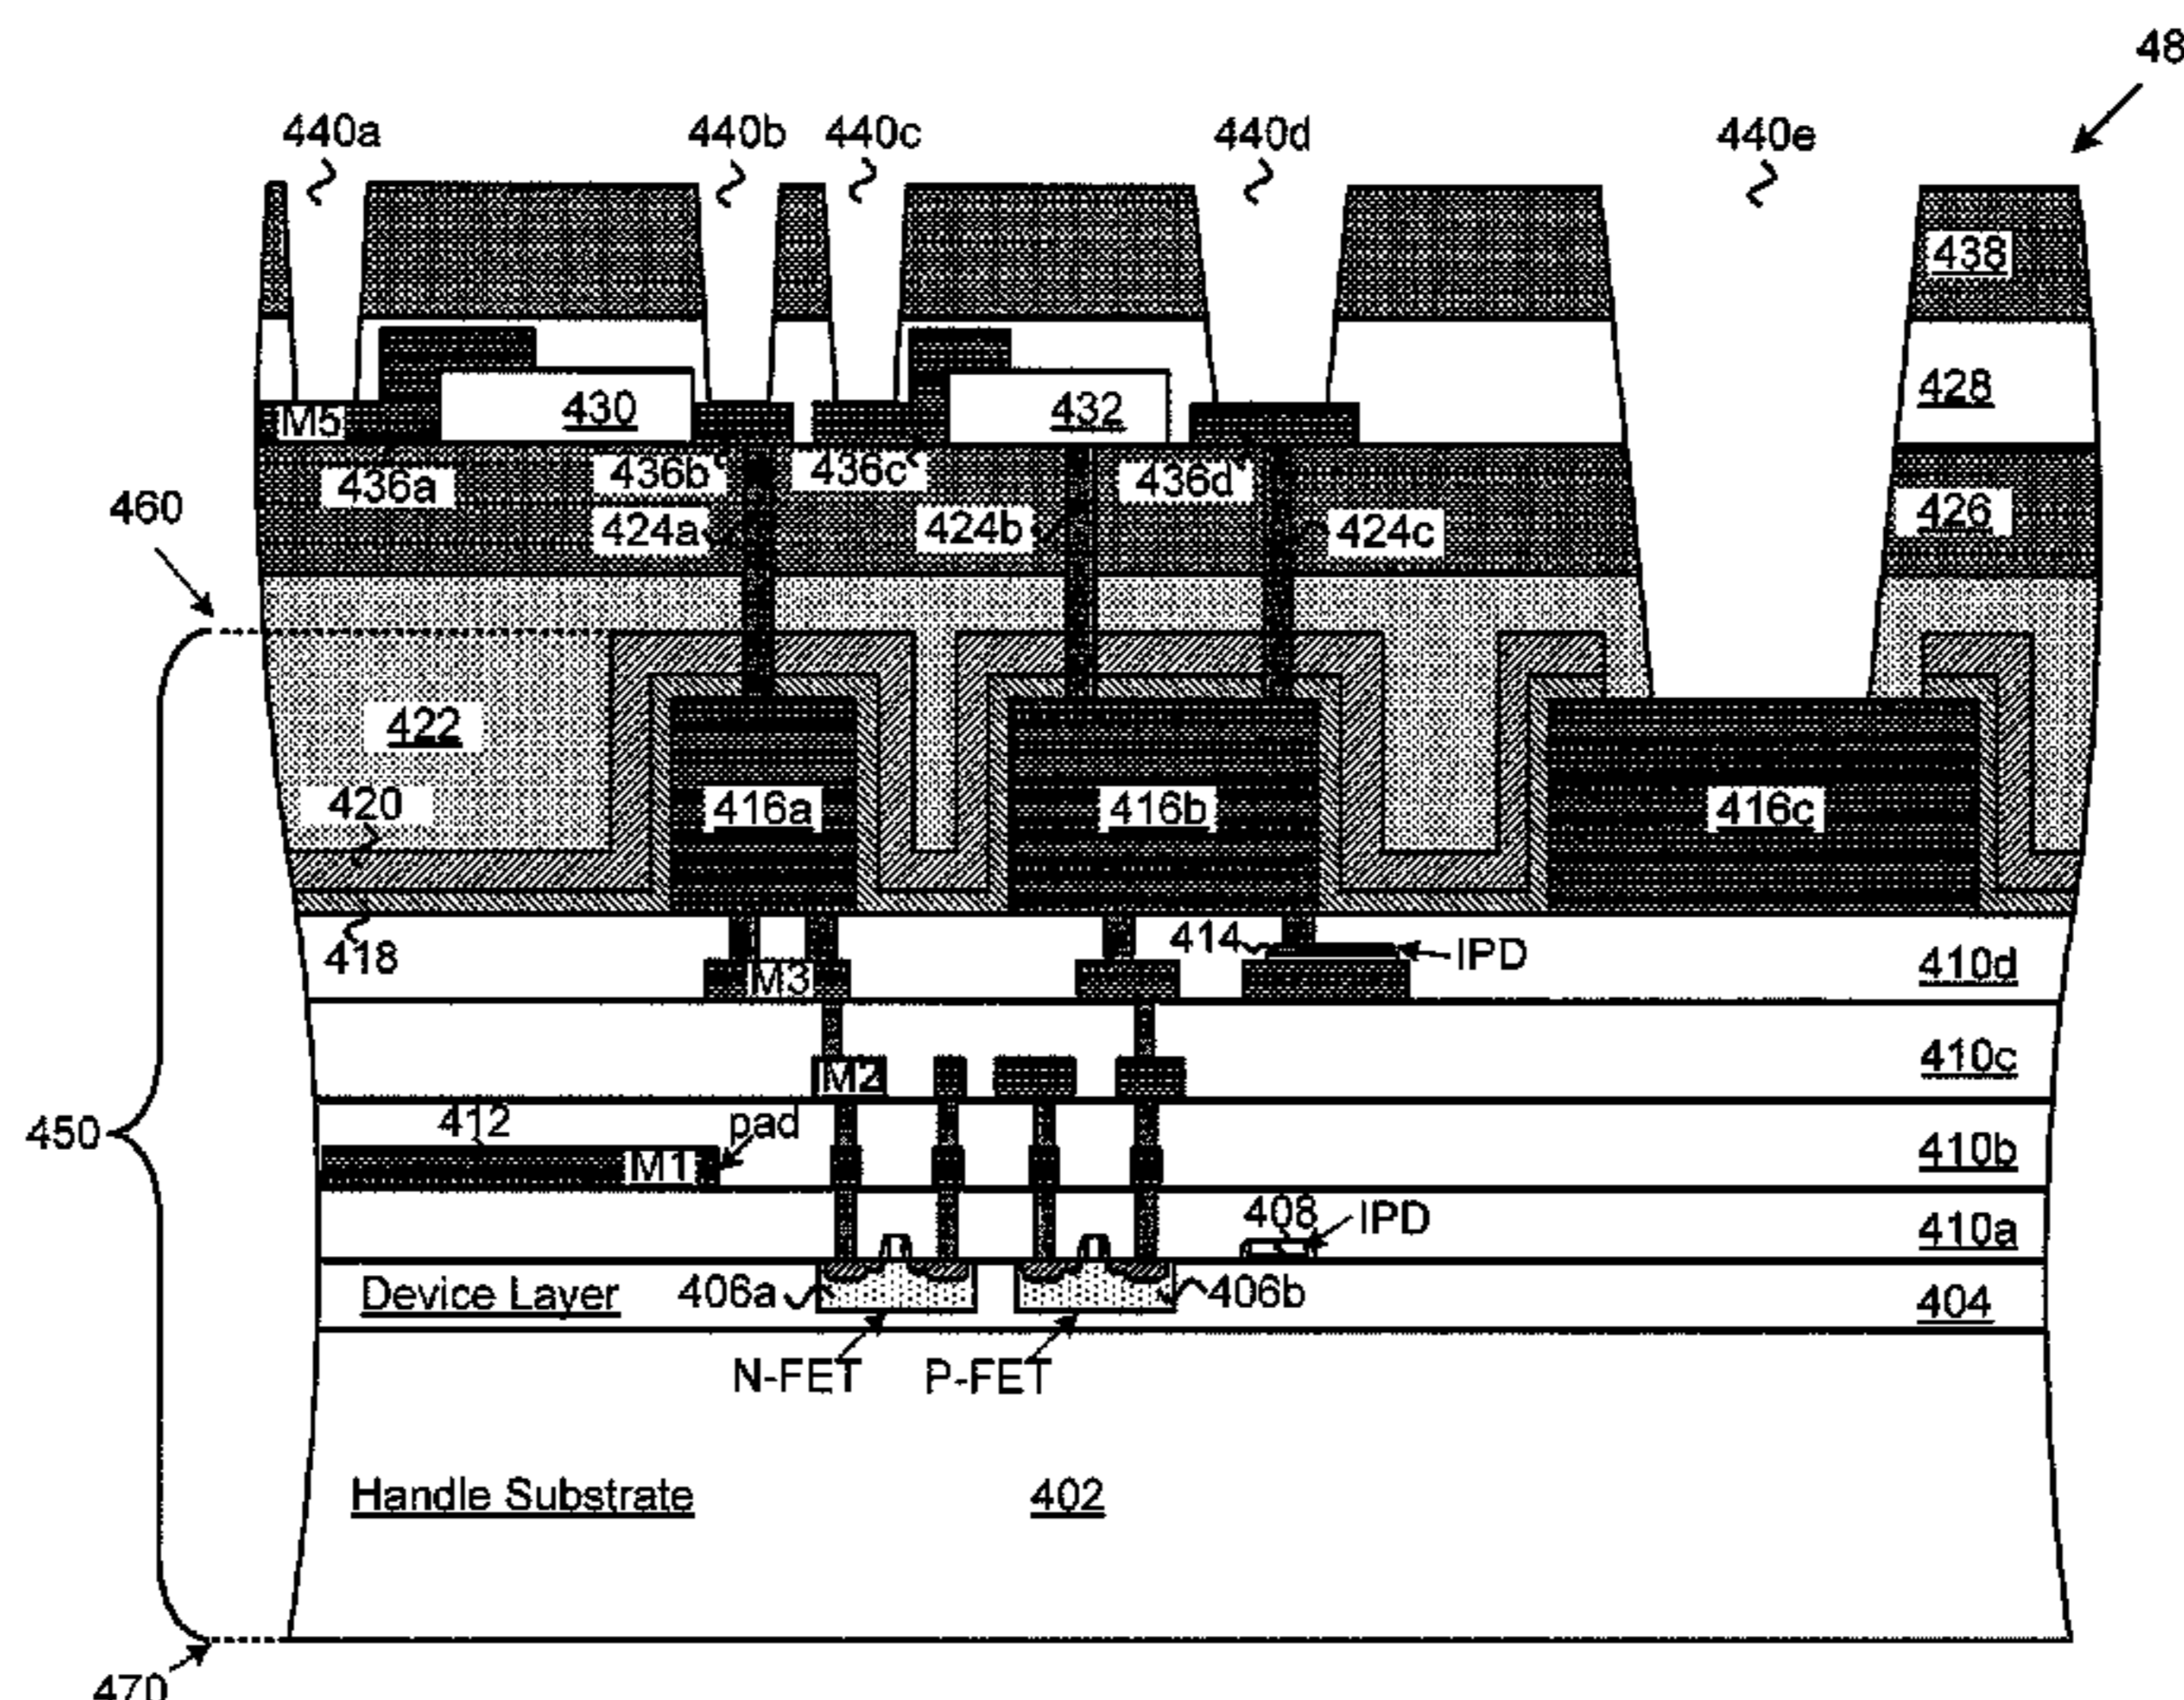 48
440a 440b 440c 440d 440e
438
428
430 432
M5
436a 436b 436c 436d
460
424a 424b 424c
426
422
420
416a 416b 416c
418
414 IPD
M3
410d
M2
410c
450
412 pad
M1
410b
408 IPD
410a
Device Layer 406a 406b 404
N-FET P-FET
Handle Substrate 402
470